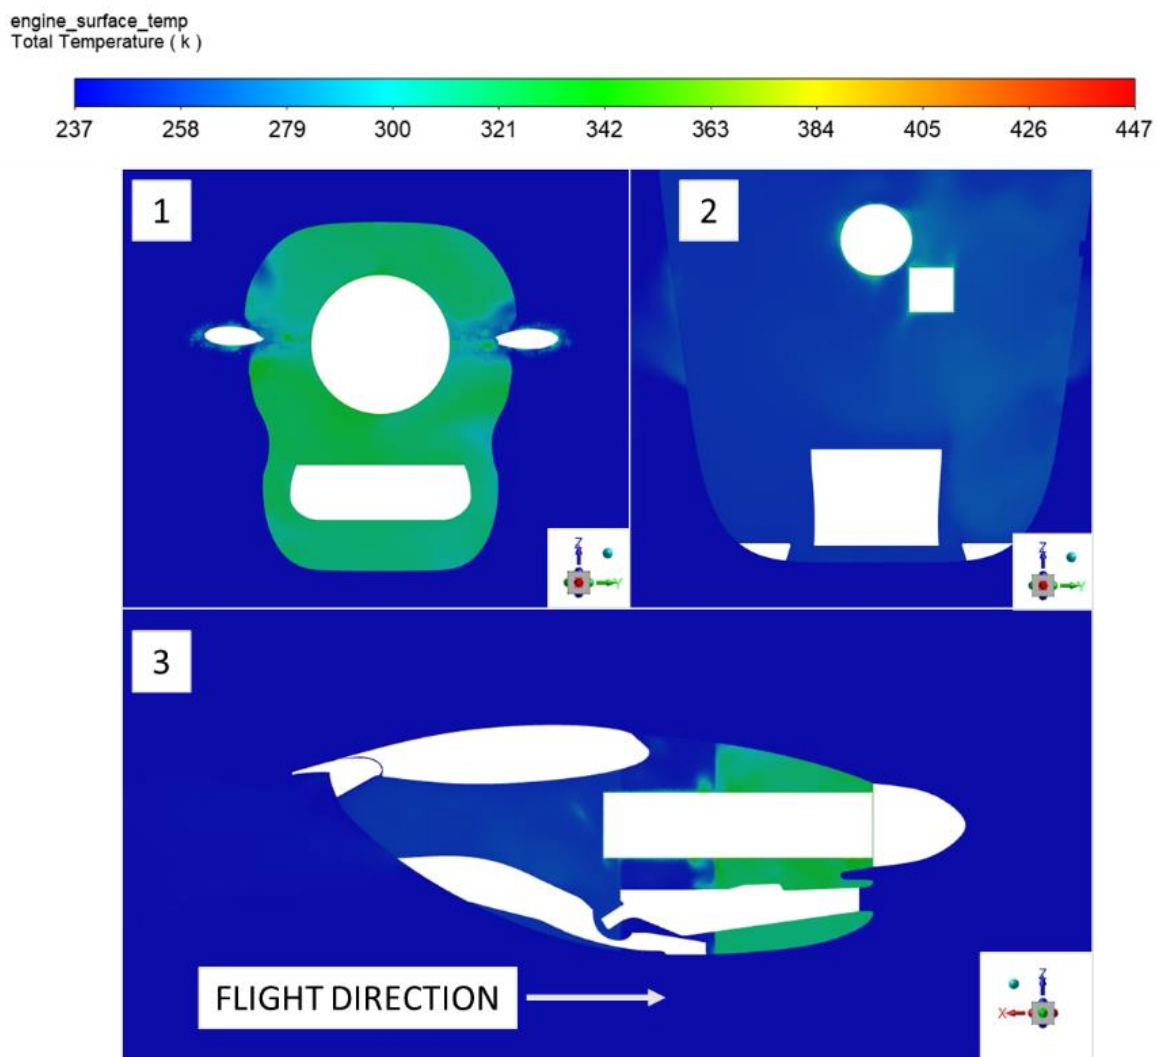 engine_surface_temp
Total Temperature ( k )
237 258 279 300 321 342 363 384 405 426 447
1
2
Z
Y
Z
Y
3
FLIGHT DIRECTION
Z
X